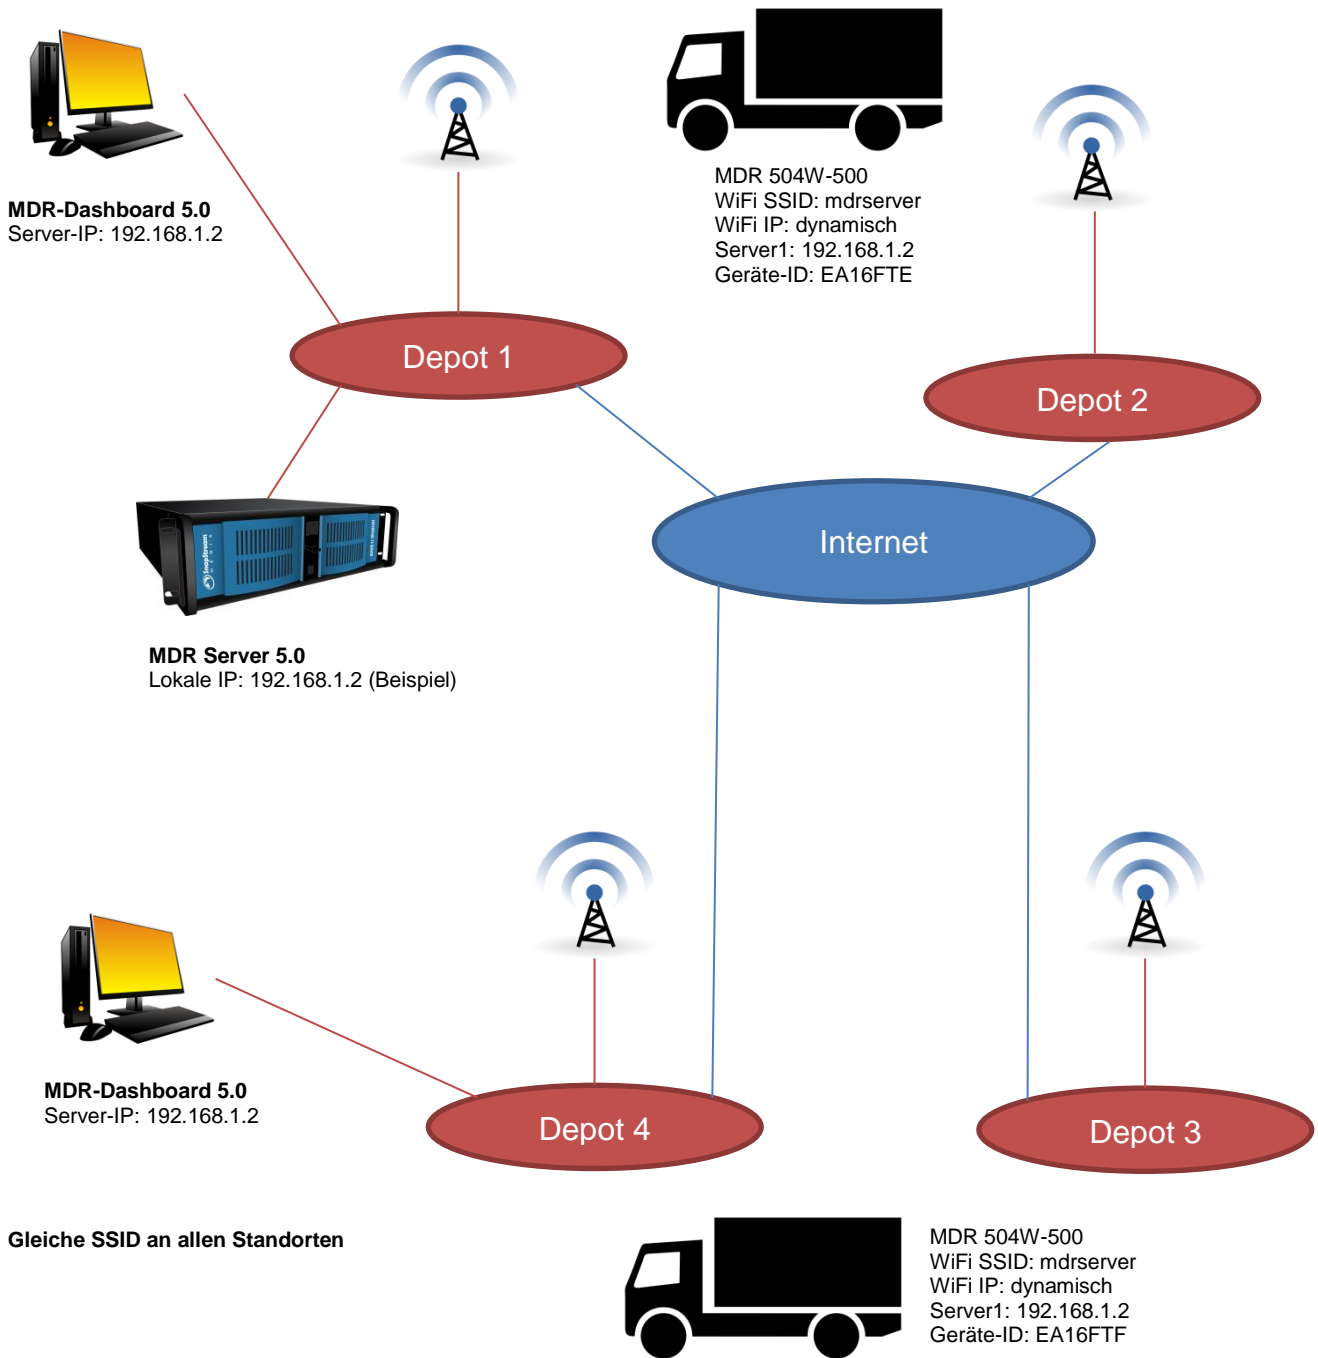 MDR-Dashboard 5.0
Server-IP: 192.168.1.2
MDR 504W-500
WiFi SSID: mdrserver
WiFi IP: dynamisch
Server1: 192.168.1.2
Geräte-ID: EA16FTE
Depot 1
Depot 2
Internet
SnapStream
MDR Server 5.0
Lokale IP: 192.168.1.2 (Beispiel)
MDR-Dashboard 5.0
Server-IP: 192.168.1.2
Depot 4
Depot 3
Gleiche SSID an allen Standorten
MDR 504W-500
WiFi SSID: mdrserver
WiFi IP: dynamisch
Server1: 192.168.1.2
Geräte-ID: EA16FTF